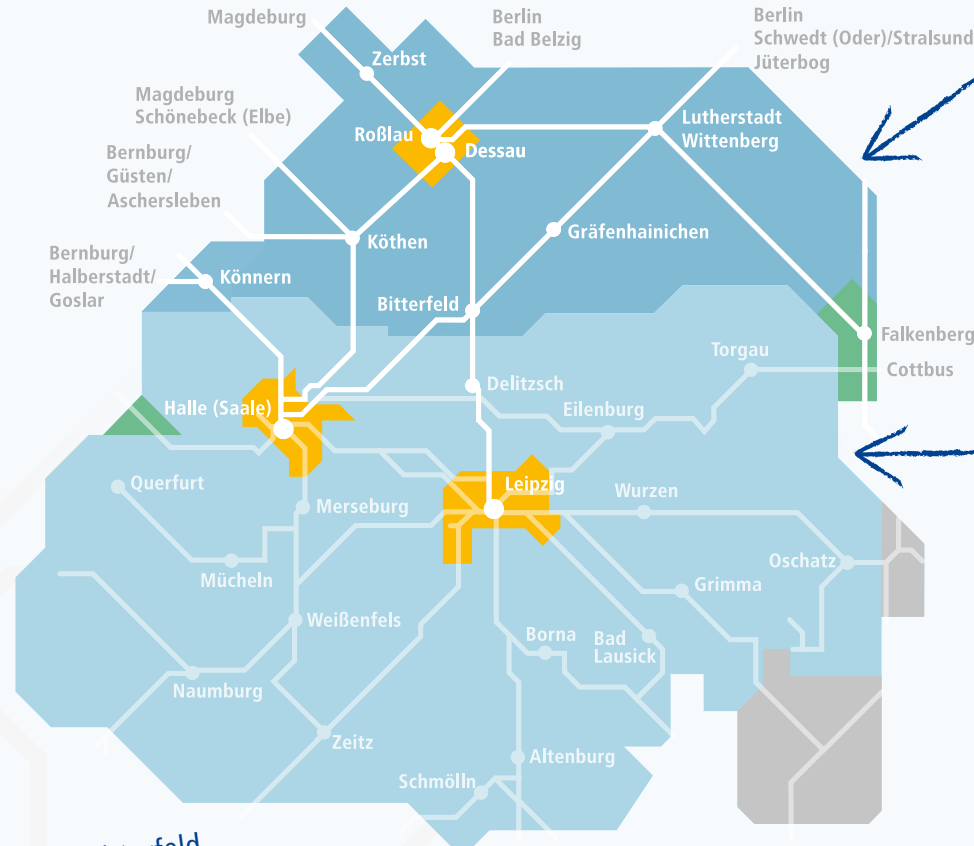 Magdeburg
Berlin
Bad Belzig
Berlin
Schwedt (Oder)/Stralsund
Jüterbog
Zerbst
Magdeburg
Schönebeck (Elbe)
Roßlau
Dessau
Lutherstadt
Wittenberg
Bernburg/
Güsten/
Aschersleben
Köthen
Gräfenhainichen
Bernburg/
Halberstadt/
Goslar
Könnern
Bitterfeld
Falkenberg
Torgau
Cottbus
Delitzsch
Halle (Saale)
Eilenburg
Querfurt
Leipzig
Wurzen
Merseburg
Oschatz
Mücheln
Grimma
Weißenfels
Borna
Bad
Lausick
Naumburg
Zeitz
Altenburg
Schmölln